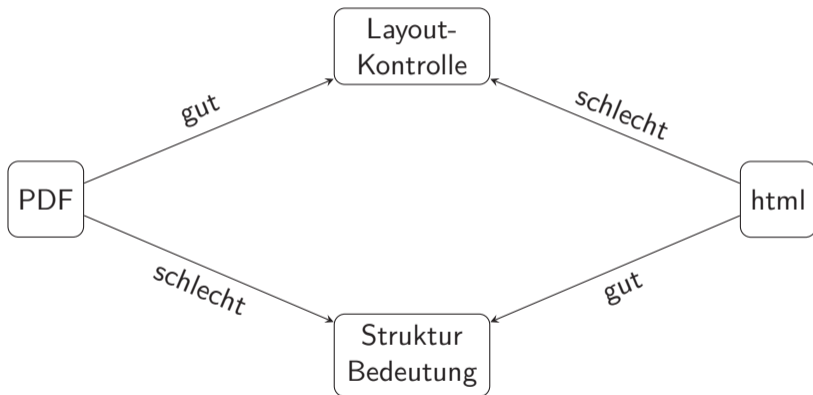 Layout-
Kontrolle
gut
schlecht
PDF
html
schlecht
gut
Struktur
Bedeutung